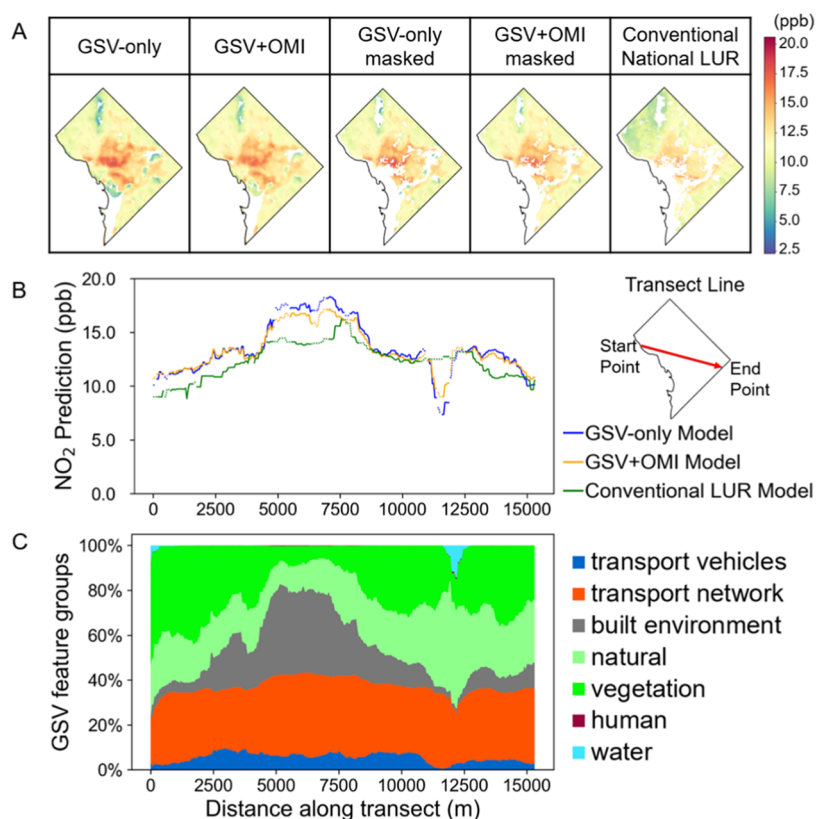 A
GSV-only
GSV+OMI
GSV-only
masked
GSV+OMI
masked
Conventional
National LUR
(ppb)
20.0
17.5
15.0
12.5
10.0
7.5
5.0
2.5
B
NO2 Prediction (ppb)
20.0
15.0
10.0
5.0
0.0
0
2500
5000
7500
10000
12500
15000
Transect Line
Start
Point
End
Point
GSV-only Model
GSV+OMI Model
Conventional LUR Model
C
GSV feature groups
100%
80%
60%
40%
20%
0%
0
2500
5000
7500
10000
12500
15000
Distance along transect (m)
transport vehicles
transport network
built environment
natural
vegetation
human
water